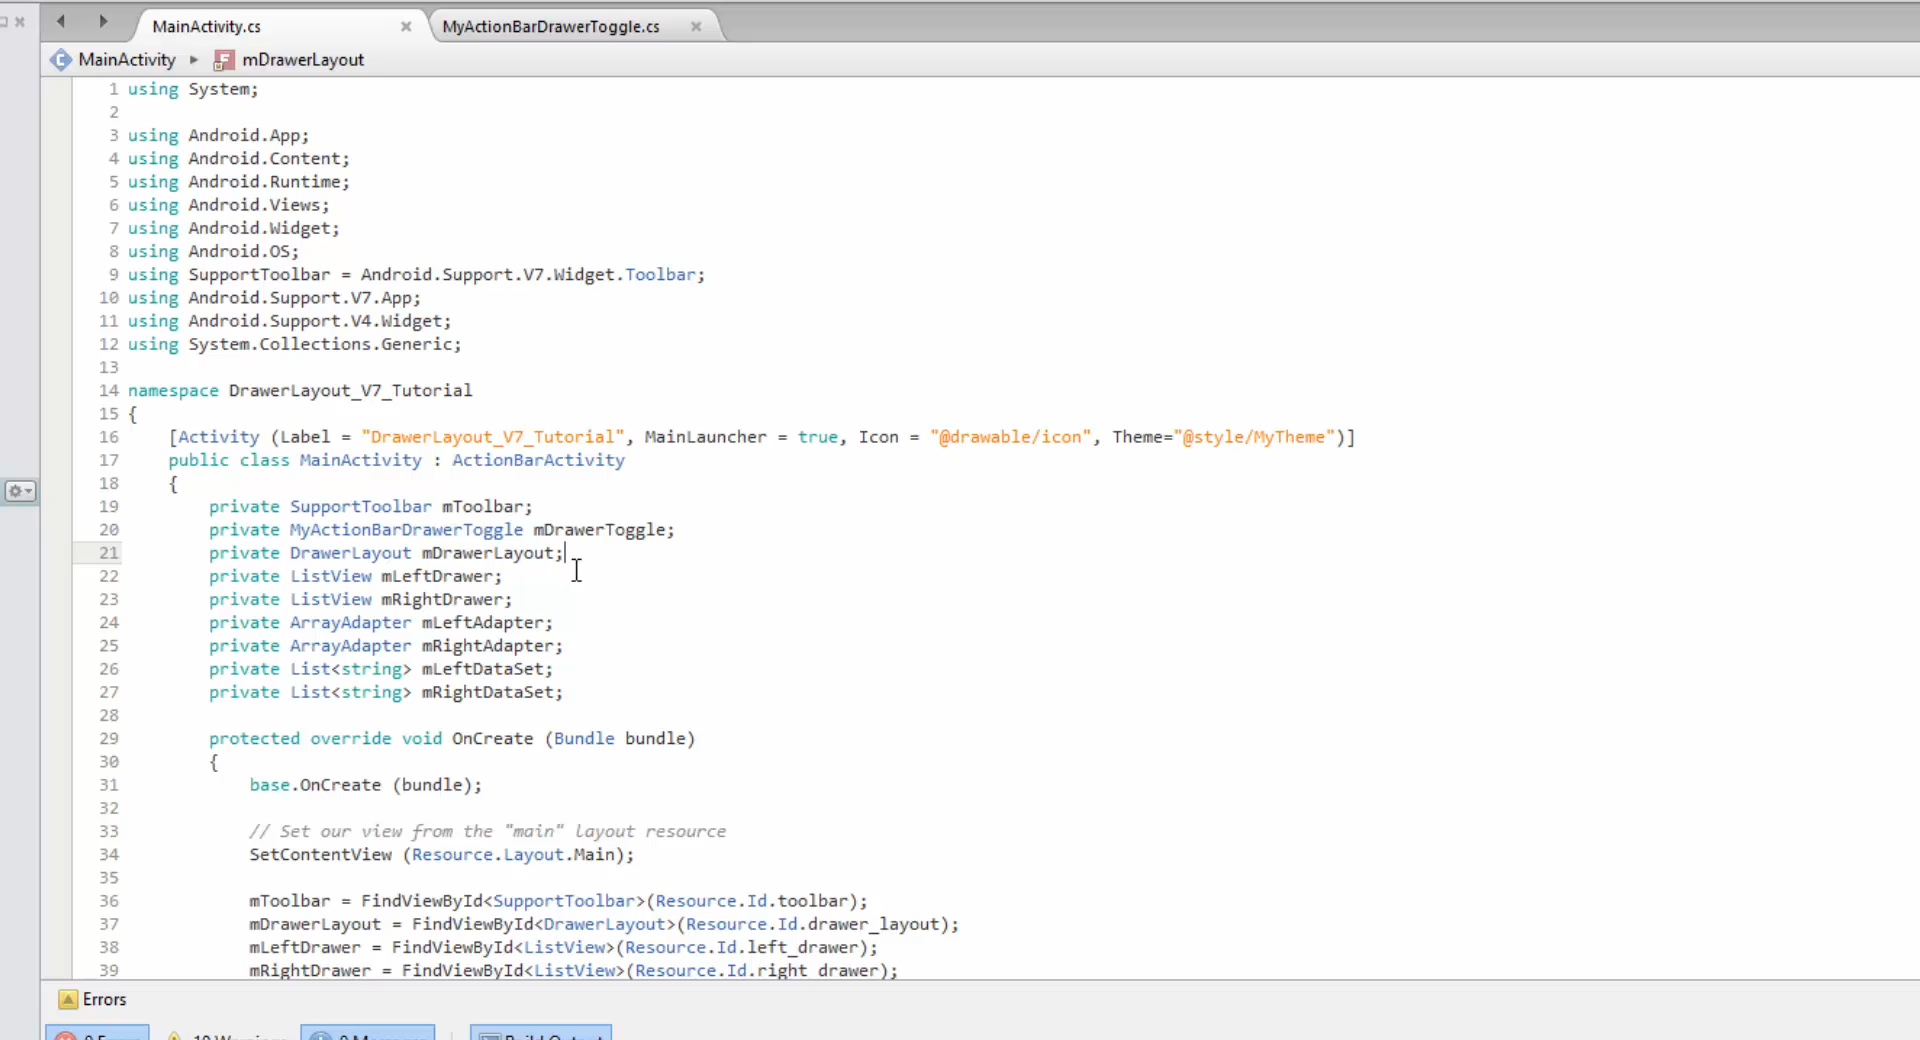 MainActivity.cs
MyActionBarDrawerToggle.cs
MainActivity ▸ mDrawerLayout
1 using System;
2
3 using Android.App;
4 using Android.Content;
5 using Android.Runtime;
6 using Android.Views;
7 using Android.Widget;
8 using Android.OS;
9 using SupportToolbar = Android.Support.V7.Widget.Toolbar;
10 using Android.Support.V7.App;
11 using Android.Support.V4.Widget;
12 using System.Collections.Generic;
13
14 namespace DrawerLayout_V7_Tutorial
15 {
16 [Activity (Label = "DrawerLayout_V7_Tutorial", MainLauncher = true, Icon = "@drawable/icon", Theme="@style/MyTheme")]
17 public class MainActivity : ActionBarActivity
18 {
19 private SupportToolbar mToolbar;
20 private MyActionBarDrawerToggle mDrawerToggle;
21 private DrawerLayout mDrawerLayout;
22 private ListView mLeftDrawer;
23 private ListView mRightDrawer;
24 private ArrayAdapter mLeftAdapter;
25 private ArrayAdapter mRightAdapter;
26 private List<string> mLeftDataSet;
27 private List<string> mRightDataSet;
28
29 protected override void OnCreate (Bundle bundle)
30 {
31 base.OnCreate (bundle);
32
33 // Set our view from the "main" layout resource
34 SetContentView (Resource.Layout.Main);
35
36 mToolbar = FindViewById<SupportToolbar>(Resource.Id.toolbar);
37 mDrawerLayout = FindViewById<DrawerLayout>(Resource.Id.drawer_layout);
38 mLeftDrawer = FindViewById<ListView>(Resource.Id.left_drawer);
39 mRightDrawer = FindViewById<ListView>(Resource.Id.right_drawer);
Errors